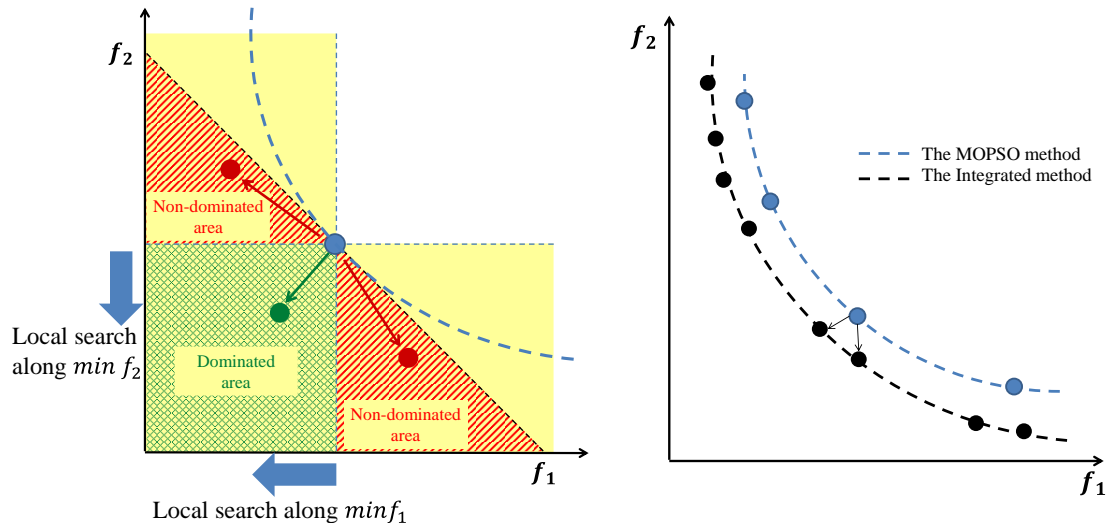 f₂
Non-dominated
area
Local search
along min f₂
Dominated
area
Non-dominated
area
f₁
Local search along minf₁
f₂
The MOPSO method
The Integrated method
f₁